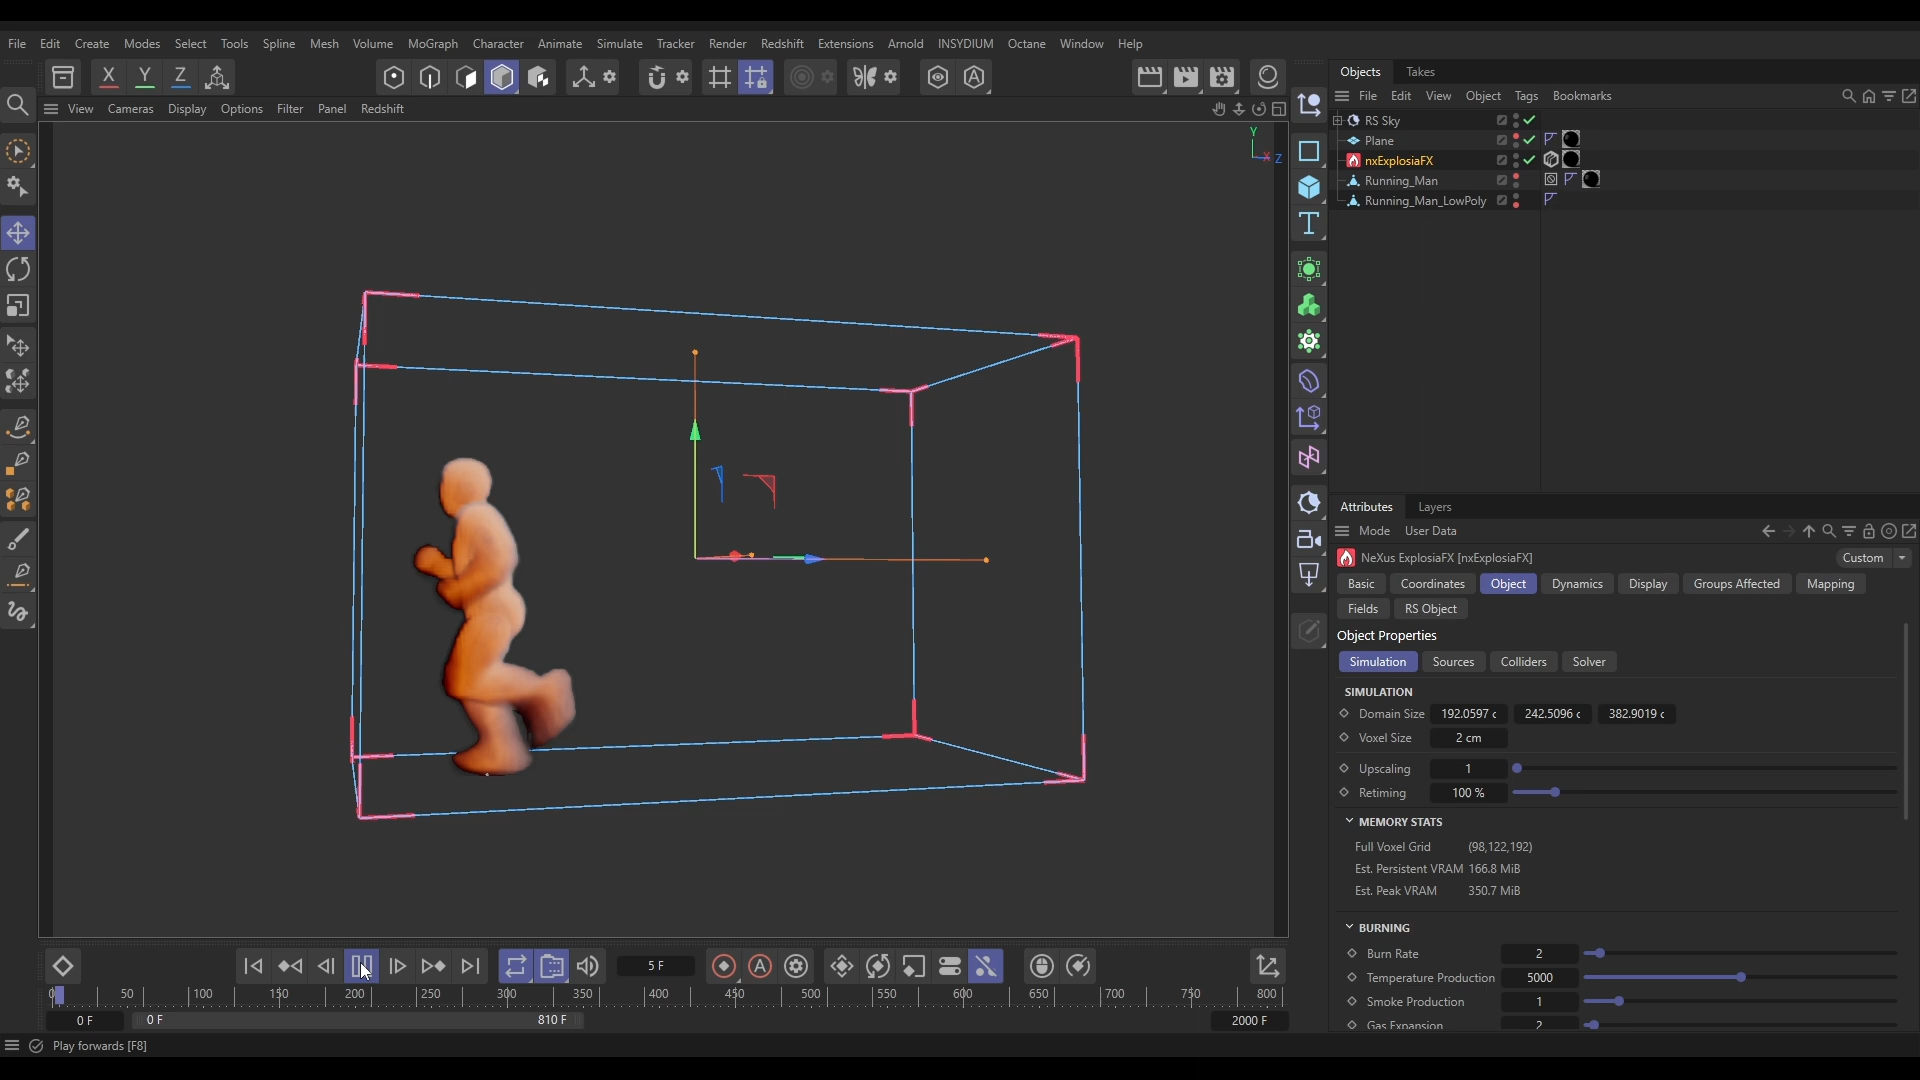 File Edit Create Modes Select Tools Spline Mesh Volume MoGraph Character Animate Simulate Tracker Render Redshift Extensions Arnold INSYDIUM Octane Window Help
Objects Takes
X Y Z
File Edit View Object Tags Bookmarks
View Cameras Display Options Filter Panel Redshift
RS Sky
Y
Plane
X Z
nxExplosiaFX
Running_Man
Running_Man_LowPoly
Attributes Layers
Mode User Data
NeXus ExplosiaFX [nxExplosiaFX] Custom
Basic Coordinates Object Dynamics Display Groups Affected Mapping
Fields RS Object
Object Properties
Simulation Sources Colliders Solver
SIMULATION
Domain Size 192.0597 c 242.5096 c 382.9019 c
Voxel Size 2 cm
Upscaling 1
Retiming 100 %
MEMORY STATS
Full Voxel Grid (98,122,192)
Est. Persistent VRAM 166.8 MiB
Est. Peak VRAM 350.7 MiB
BURNING
Burn Rate 2
Temperature Production 5000
Smoke Production 1
Gas Expansion 2
5 F
0 50 100 150 200 250 300 350 400 450 500 550 600 650 700 750 800
0 F 0 F 810 F 2000 F
Play forwards [F8]